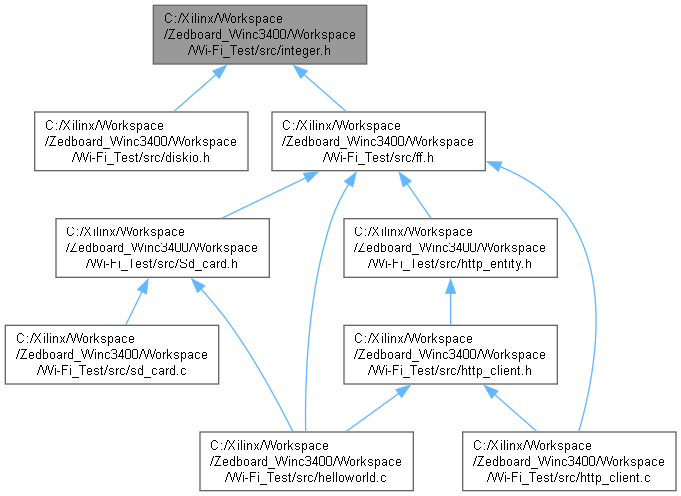 C:/Xilinx/Workspace
/Zedboard_Winc3400/Workspace
/Wi-Fi_Test/src/integer.h
C:/Xilinx/Workspace
/Zedboard_Winc3400/Workspace
/Wi-Fi_Test/src/diskio.h
C:/Xilinx/Workspace
/Zedboard_Winc3400/Workspace
/Wi-Fi_Test/src/ff.h
C:/Xilinx/Workspace
/Zedboard_Winc3400/Workspace
/Wi-Fi_Test/src/Sd_card.h
C:/Xilinx/Workspace
/Zedboard_Winc3400/Workspace
/Wi-Fi_Test/src/http_entity.h
C:/Xilinx/Workspace
/Zedboard_Winc3400/Workspace
/Wi-Fi_Test/src/sd_card.c
C:/Xilinx/Workspace
/Zedboard_Winc3400/Workspace
/Wi-Fi_Test/src/http_client.h
C:/Xilinx/Workspace
/Zedboard_Winc3400/Workspace
/Wi-Fi_Test/src/helloworld.c
C:/Xilinx/Workspace
/Zedboard_Winc3400/Workspace
/Wi-Fi_Test/src/http_client.c